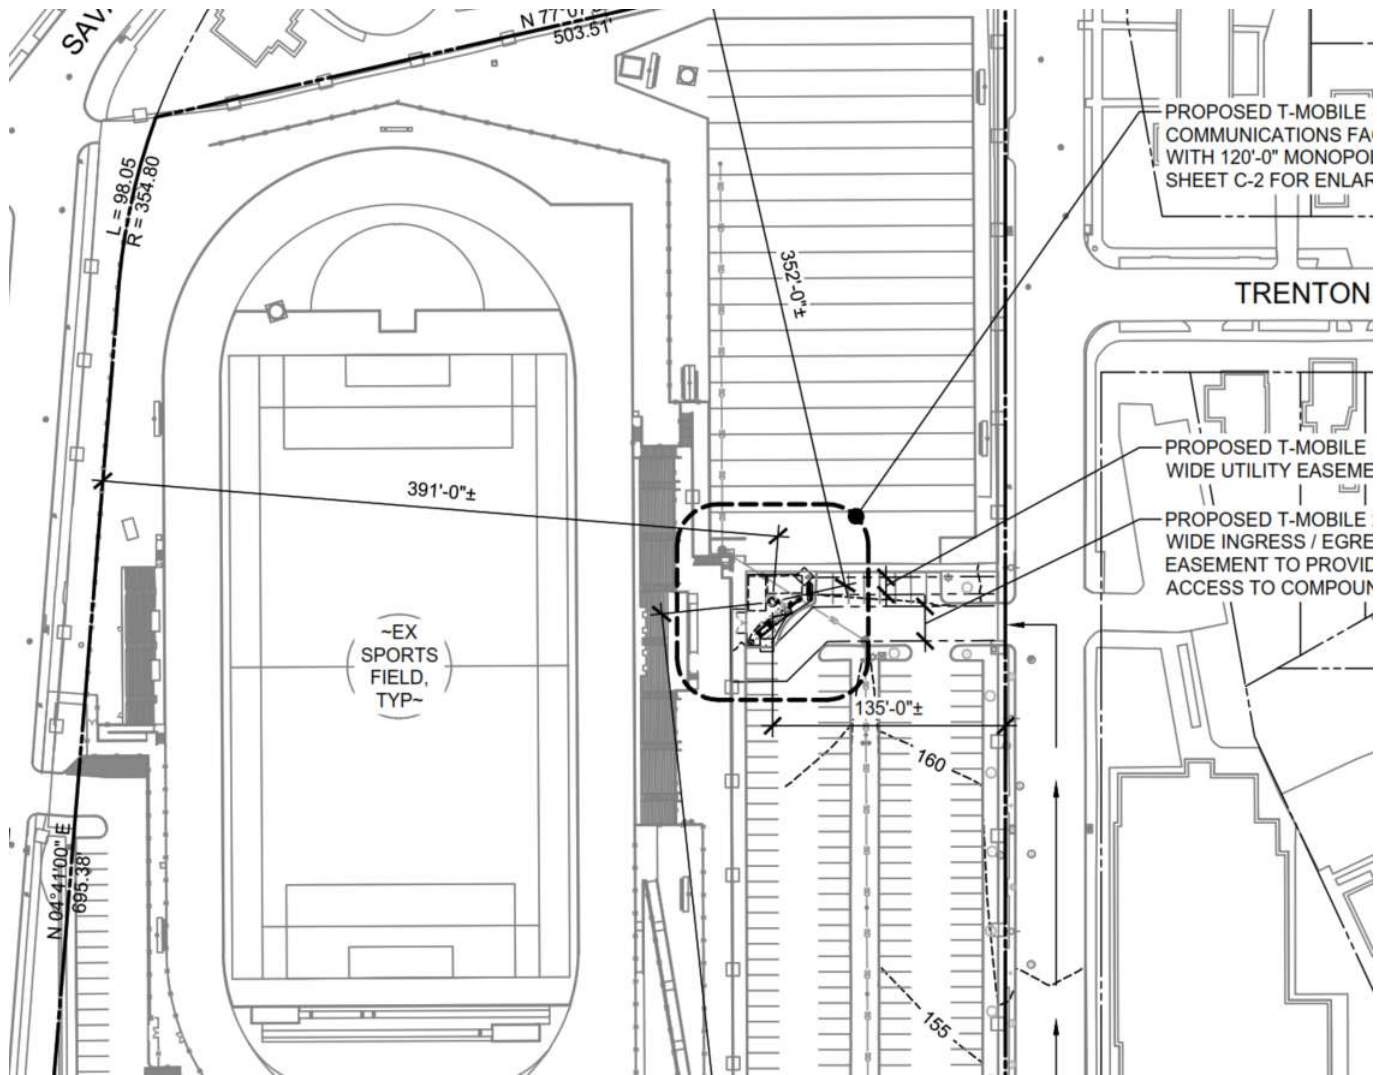 SAV
N 77°07'
503.51'
L = 98.05
R = 354.80
PROPOSED T-MOBILE
COMMUNICATIONS FA
WITH 120'-0" MONOPO
SHEET C-2 FOR ENLAR
352'-0"±
TRENTON
391'-0"±
PROPOSED T-MOBILE
WIDE UTILITY EASEME
PROPOSED T-MOBILE
WIDE INGRESS / EGRE
EASEMENT TO PROVID
ACCESS TO COMPOUN
~EX
SPORTS
FIELD,
TYP~
135'-0"±
160
N 04°41'00" E
695.38'
155